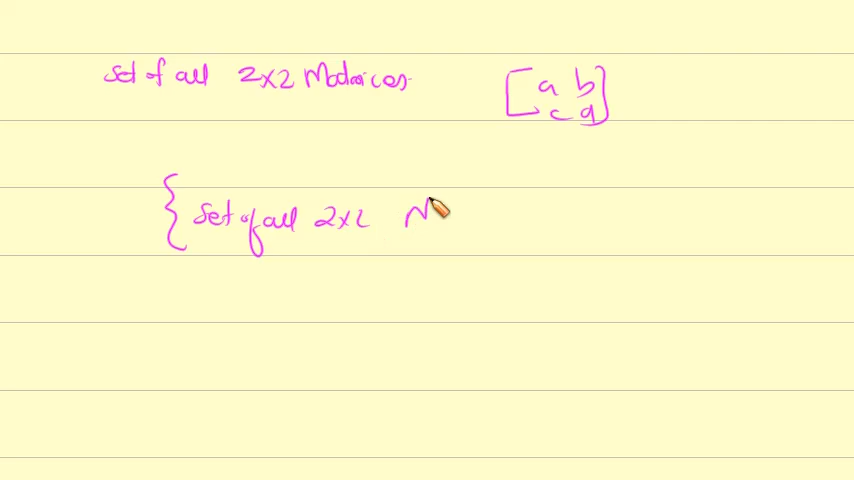 set of all 2x2 Matrices [a b
c d]
{ set of all 2x2 M